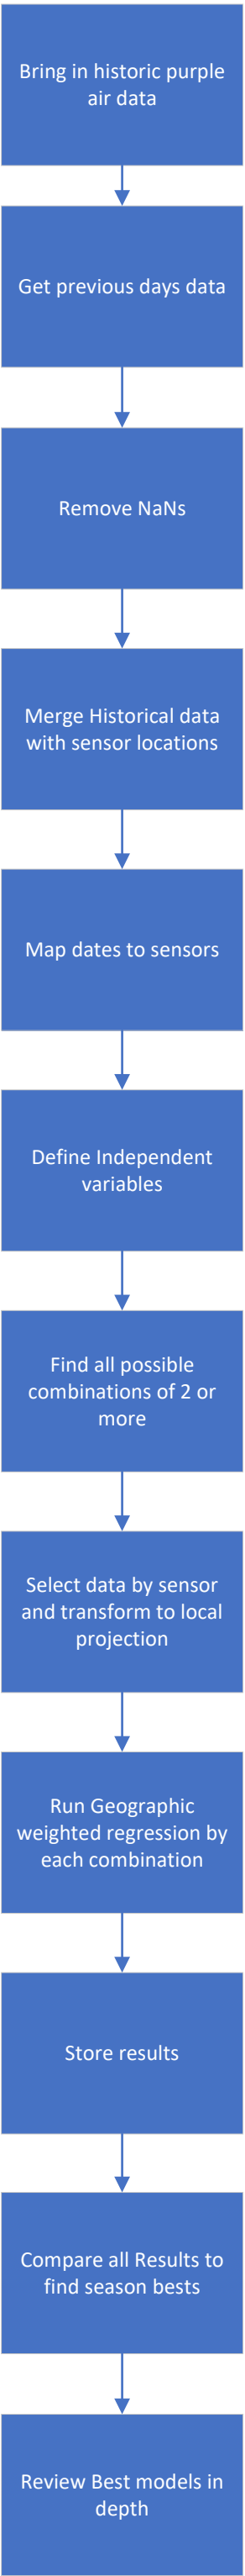 Bring in historic purple
air data
Get previous days data
Remove NaNs
Merge Historical data
with sensor locations
Map dates to sensors
Define Independent
variables
Find all possible
combinations of 2 or
more
Select data by sensor
and transform to local
projection
Run Geographic
weighted regression by
each combination
Store results
Compare all Results to
find season bests
Review Best models in
depth